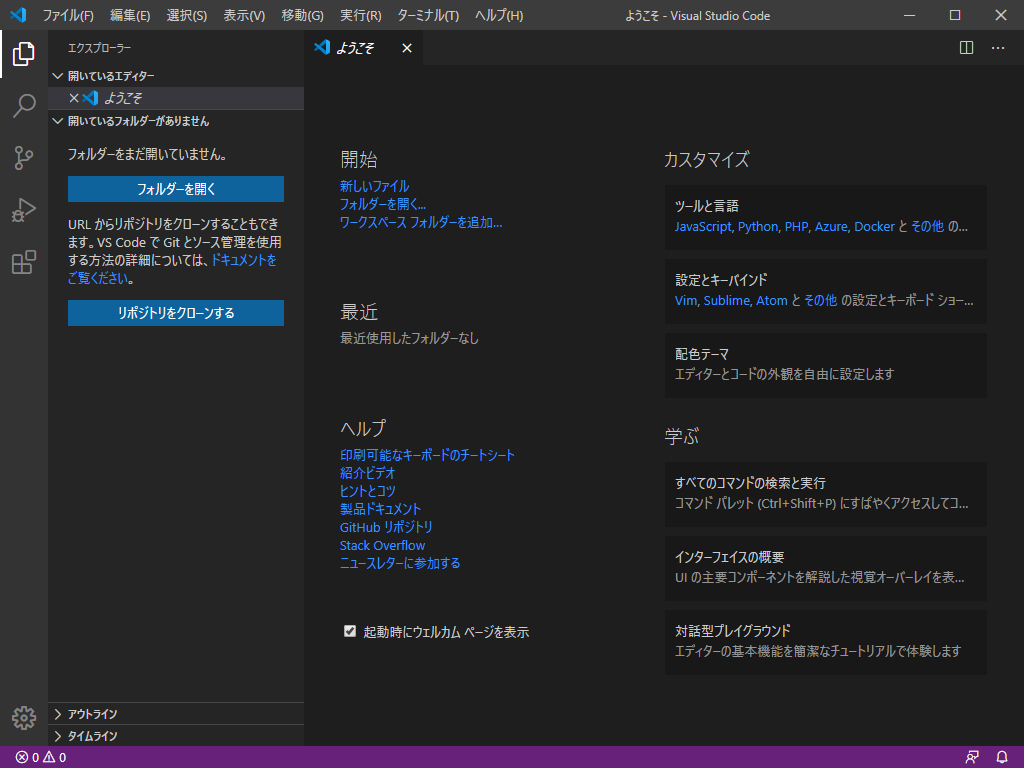 ファイル(F) 編集(E) 選択(S) 表示(V) 移動(G) 実行(R) ターミナル(T) ヘルプ(H) ようこそ - Visual Studio Code
エクスプローラー
開いているエディター
ようこそ
開いているフォルダーがありません
フォルダーをまだ開いていません。
フォルダーを開く
URL からリポジトリをクローンすることもでき
ます。VS Code で Git とソース管理を使用
する方法の詳細については、ドキュメントを
ご覧ください。
リポジトリをクローンする
アウトライン
タイムライン
ようこそ
開始
新しいファイル
フォルダーを開く...
ワークスペース フォルダーを追加...
最近
最近使用したフォルダーなし
ヘルプ
印刷可能なキーボードのチートシート
紹介ビデオ
ヒントとコツ
製品ドキュメント
GitHub リポジトリ
Stack Overflow
ニュースレターに参加する
起動時にウェルカム ページを表示
カスタマイズ
ツールと言語
JavaScript, Python, PHP, Azure, Docker と その他 の...
設定とキーバインド
Vim, Sublime, Atom と その他 の設定とキーボード ショー...
配色テーマ
エディターとコードの外観を自由に設定します
学ぶ
すべてのコマンドの検索と実行
コマンド パレット (Ctrl+Shift+P) にすばやくアクセスしてコ...
インターフェイスの概要
UI の主要コンポーネントを解説した視覚オーバーレイを表...
対話型プレイグラウンド
エディターの基本機能を簡潔なチュートリアルで体験します
0 0